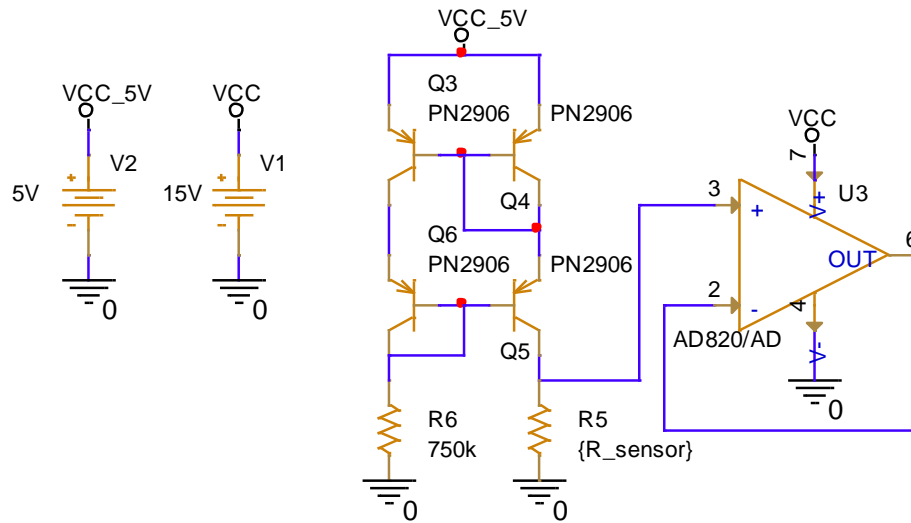 VCC_5V
VCC_5V
VCC
5V
V2
15V
V1
0
0
Q3
PN2906
PN2906
Q4
Q6
PN2906
PN2906
Q5
R6
750k
R5
{R_sensor}
0
0
VCC
7
U3
3
+
V+
OUT
6
2
-
4
AD820/AD
V-
0